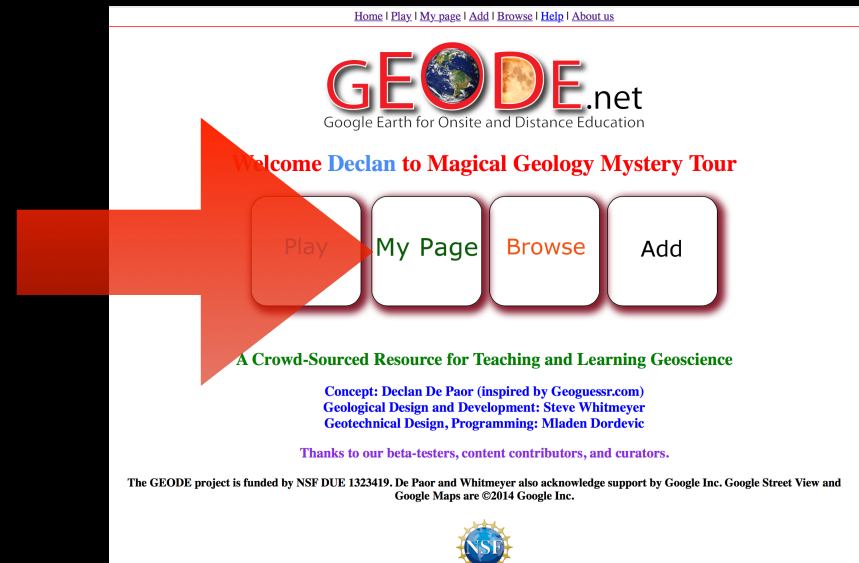 Home | Play | My page | Add | Browse | Help | About us
GEODE.net
Google Earth for Onsite and Distance Education
Welcome Declan to Magical Geology Mystery Tour
Play My Page Browse Add
A Crowd-Sourced Resource for Teaching and Learning Geoscience
Concept: Declan De Paor (inspired by Geoguessr.com)
Geological Design and Development: Steve Whitmeyer
Geotechnical Design, Programming: Mladen Dordevic
Thanks to our beta-testers, content contributors, and curators.
The GEODE project is funded by NSF DUE 1323419. De Paor and Whitmeyer also acknowledge support by Google Inc. Google Street View and
Google Maps are ©2014 Google Inc.
NSF